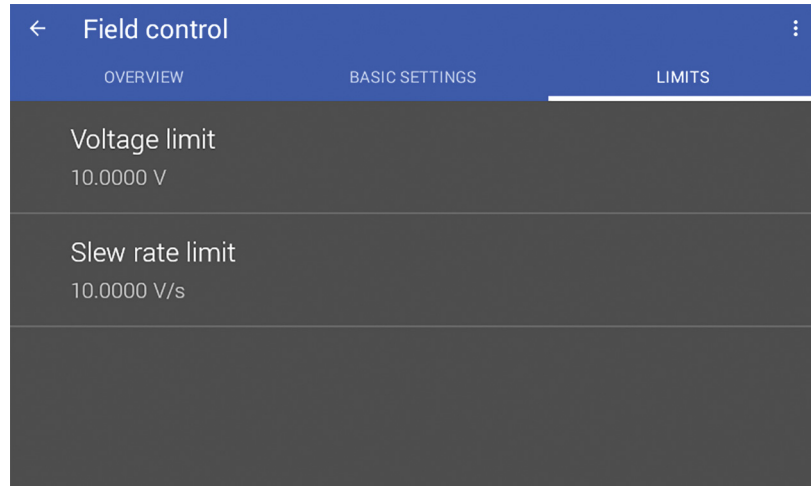 Field control
OVERVIEW BASIC SETTINGS LIMITS
Voltage limit
10.0000 V
Slew rate limit
10.0000 V/s